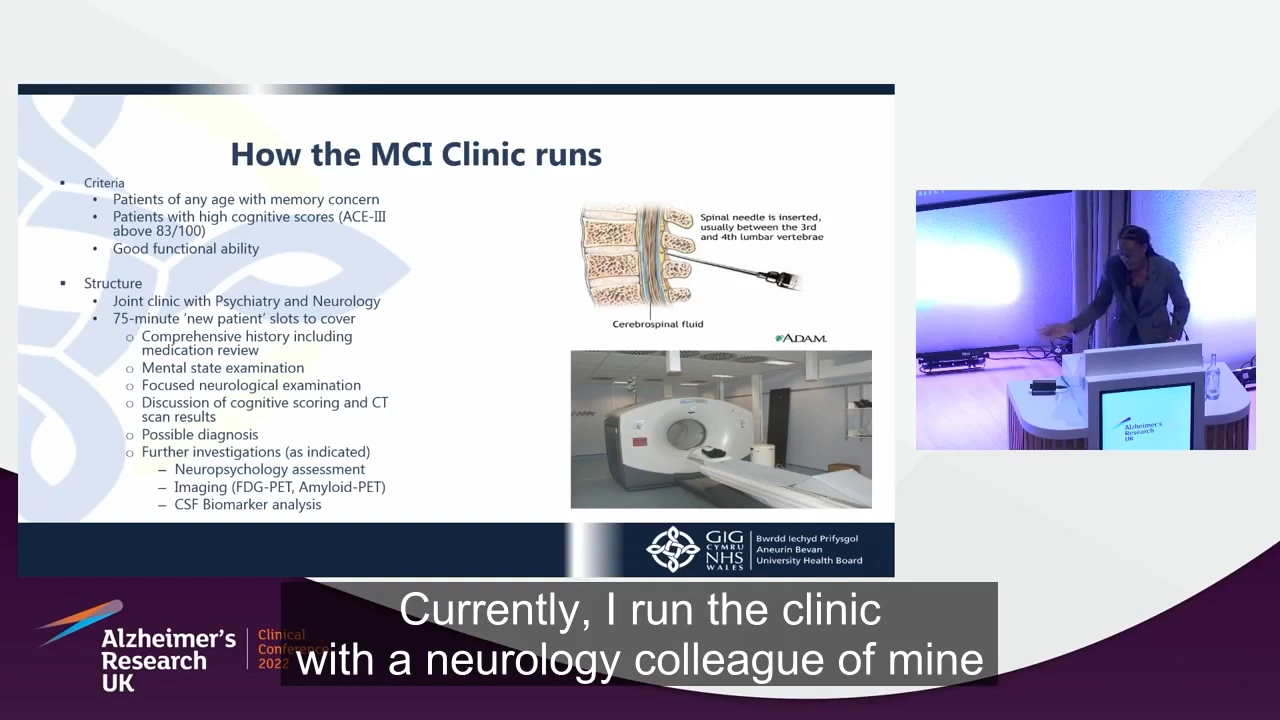 How the MCI Clinic runs
▪ Criteria
• Patients of any age with memory concern
• Patients with high cognitive scores (ACE-III
above 83/100)
• Good functional ability
▪ Structure
• Joint clinic with Psychiatry and Neurology
• 75-minute ‘new patient’ slots to cover
o Comprehensive history including
medication review
o Mental state examination
o Focused neurological examination
o Discussion of cognitive scoring and CT
scan results
o Possible diagnosis
o Further investigations (as indicated)
– Neuropsychology assessment
– Imaging (FDG-PET, Amyloid-PET)
– CSF Biomarker analysis
Spinal needle is inserted,
usually between the 3rd
and 4th lumbar vertebrae
Cerebrospinal fluid
ADAM.
GIG
CYMRU
NHS
WALES
Bwrdd Iechyd Prifysgol
Aneurin Bevan
University Health Board
Alzheimer's
Research
UK
Alzheimer's
Research
UK
Clinical
Conference
2022
Currently, I run the clinic
with a neurology colleague of mine